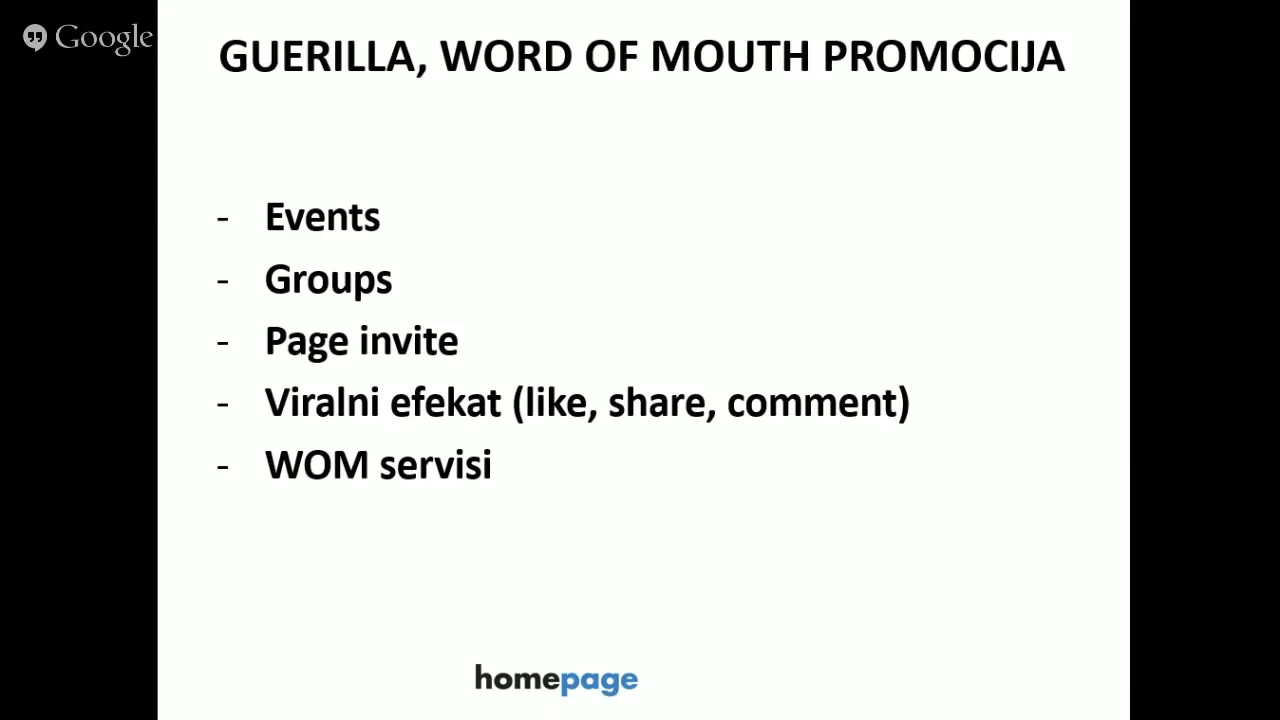 Google
GUERILLA, WORD OF MOUTH PROMOCIJA
- Events
- Groups
- Page invite
- Viralni efekat (like, share, comment)
- WOM servisi
homepage